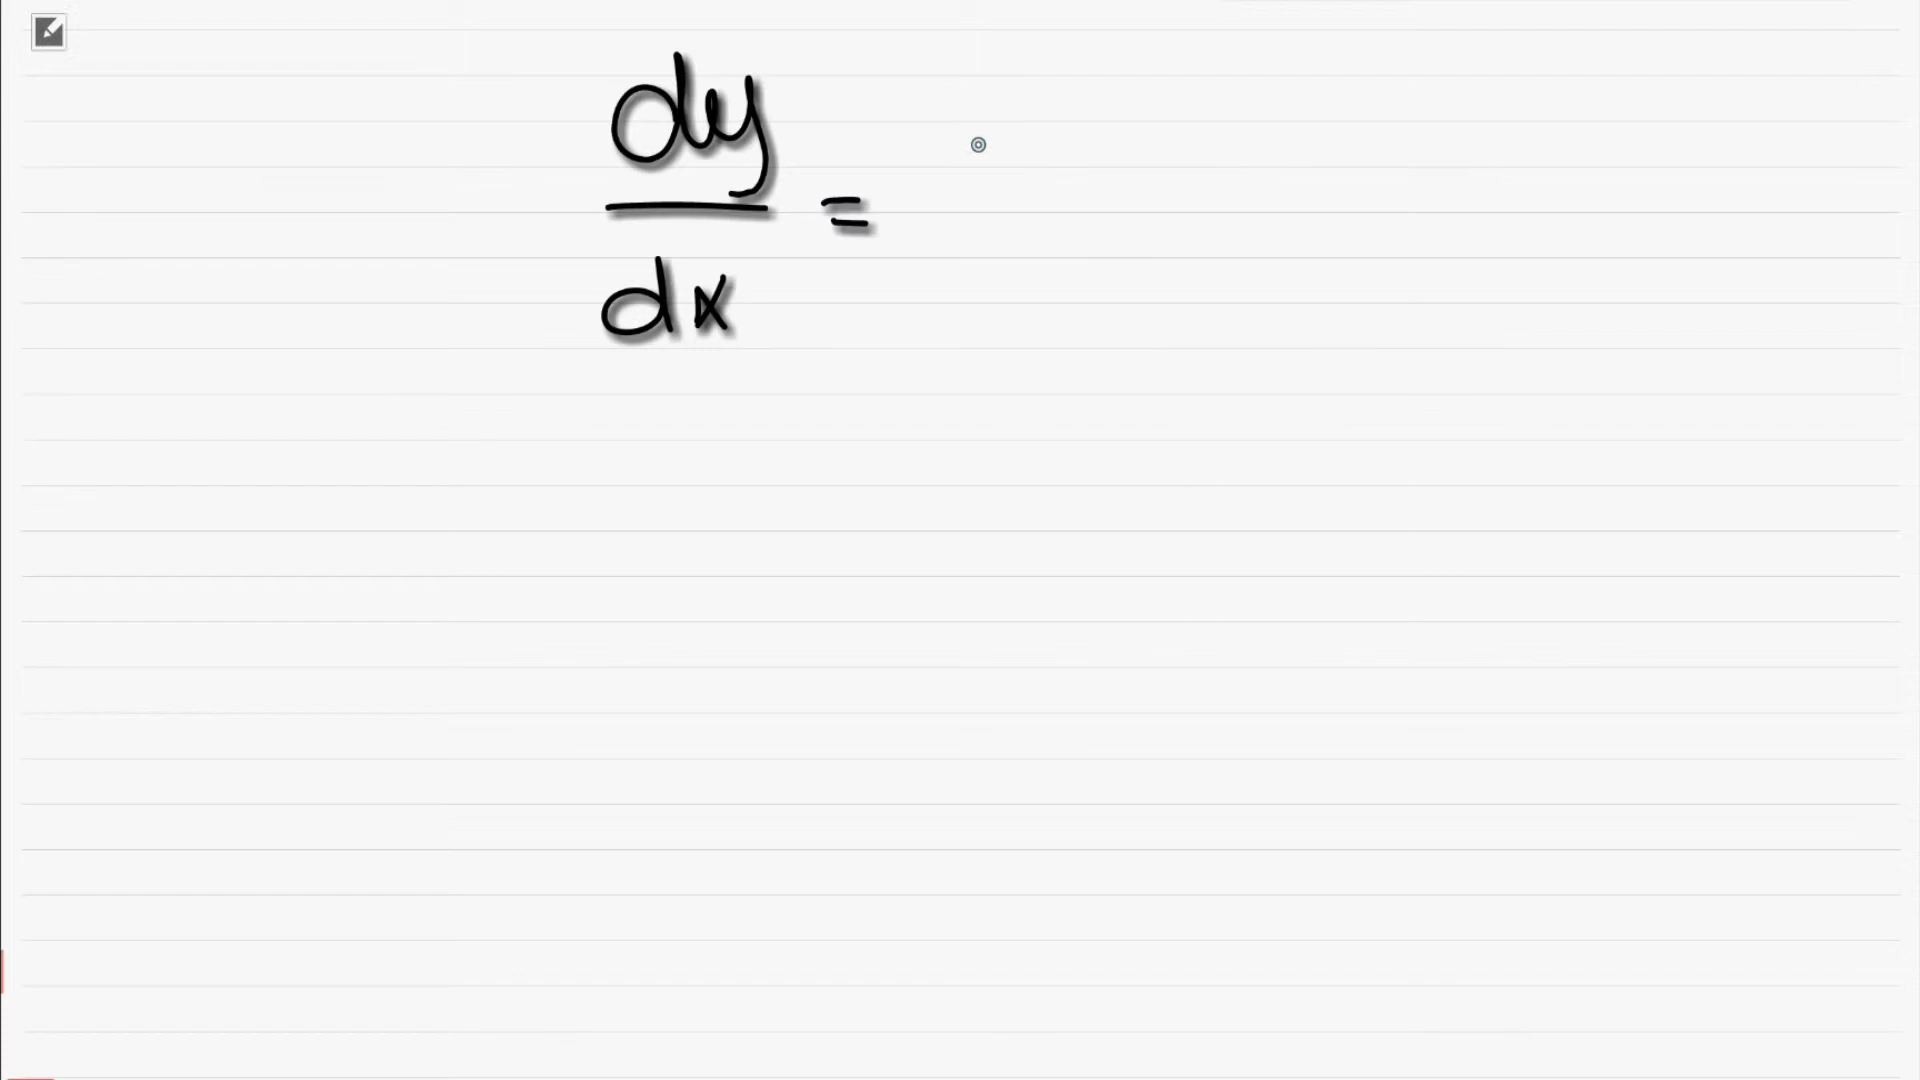 dy
— =
dx